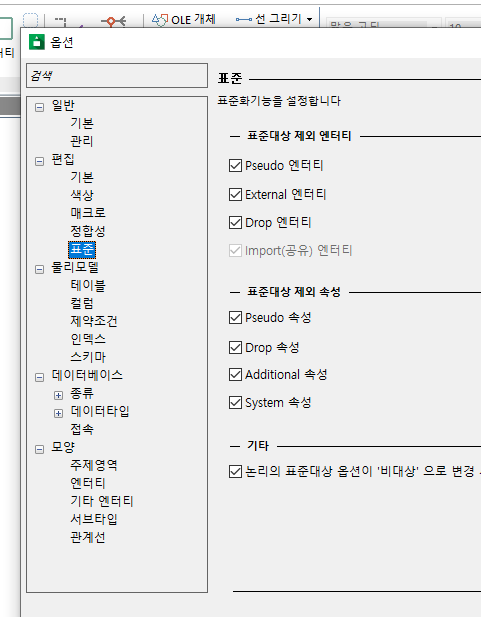 OLE 개체
선 그리기
맑은 고딕
10
옵션
검색
일반
기본
관리
편집
기본
색상
매크로
정합성
표준
물리모델
테이블
컬럼
제약조건
인덱스
스키마
데이터베이스
종류
데이터타입
접속
모양
주제영역
엔터티
기타 엔터티
서브타입
관계선
표준
표준화기능을 설정합니다
표준대상 제외 엔터티
Pseudo 엔터티
External 엔터티
Drop 엔터티
Import(공유) 엔터티
표준대상 제외 속성
Pseudo 속성
Drop 속성
Additional 속성
System 속성
기타
논리의 표준대상 옵션이 '비대상' 으로 변경